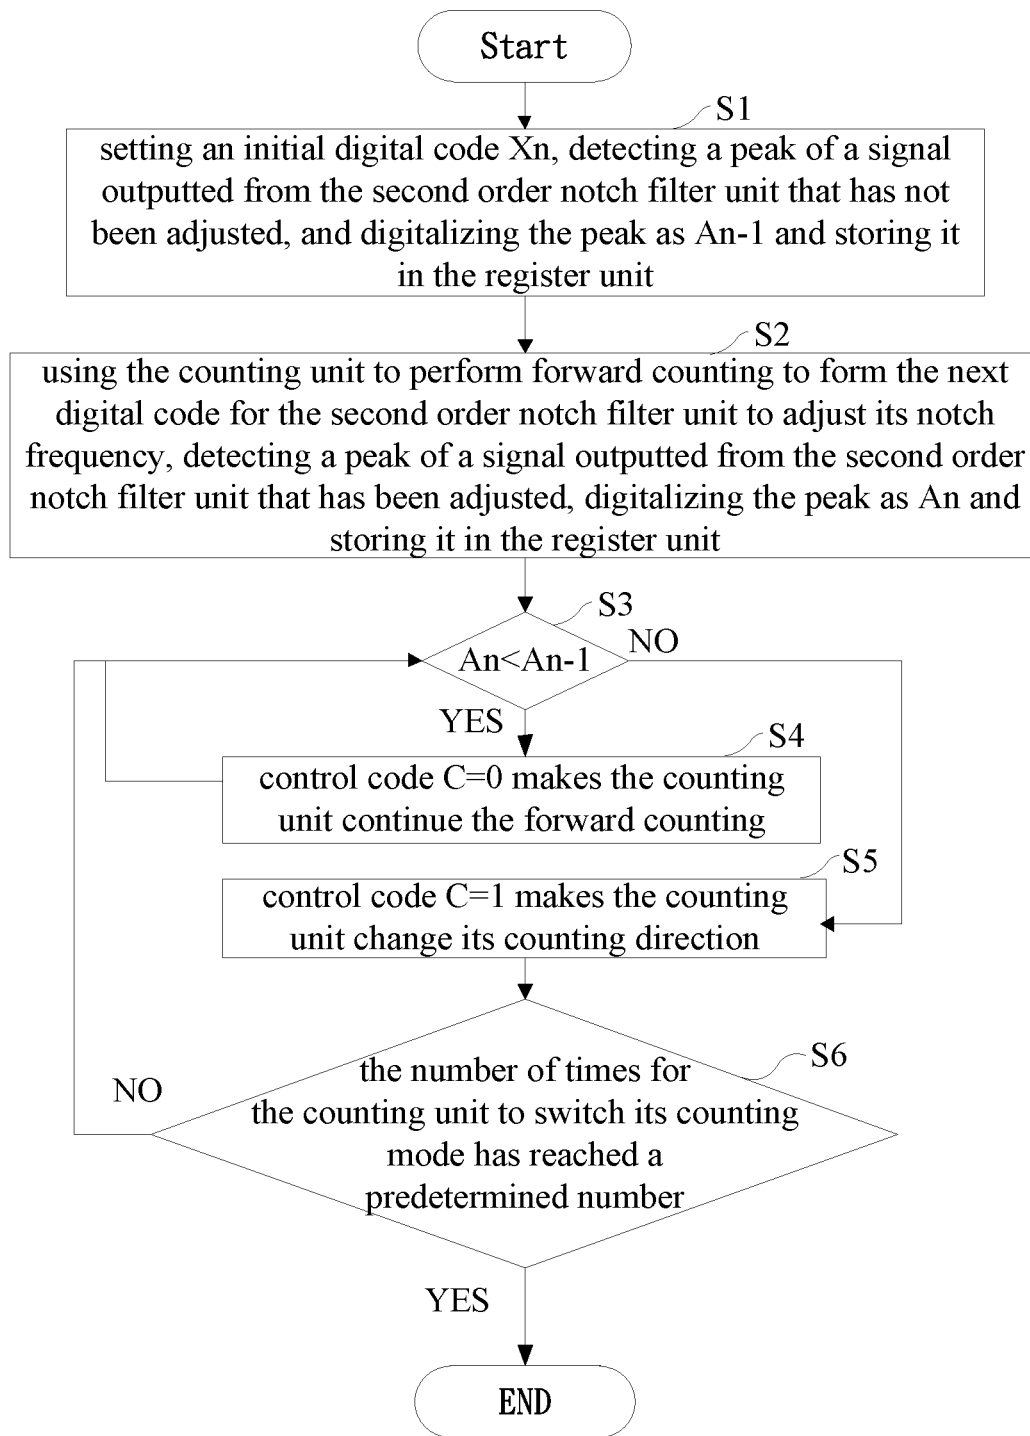 Start
S1
setting an initial digital code Xn, detecting a peak of a signal
outputted from the second order notch filter unit that has not
been adjusted, and digitalizing the peak as An-1 and storing it
in the register unit
S2
using the counting unit to perform forward counting to form the next
digital code for the second order notch filter unit to adjust its notch
frequency, detecting a peak of a signal outputted from the second order
notch filter unit that has been adjusted, digitalizing the peak as An and
storing it in the register unit
S3
An<An-1
NO
YES
S4
control code C=0 makes the counting
unit continue the forward counting
S5
control code C=1 makes the counting
unit change its counting direction
S6
the number of times for
the counting unit to switch its counting
mode has reached a
predetermined number
NO
YES
END